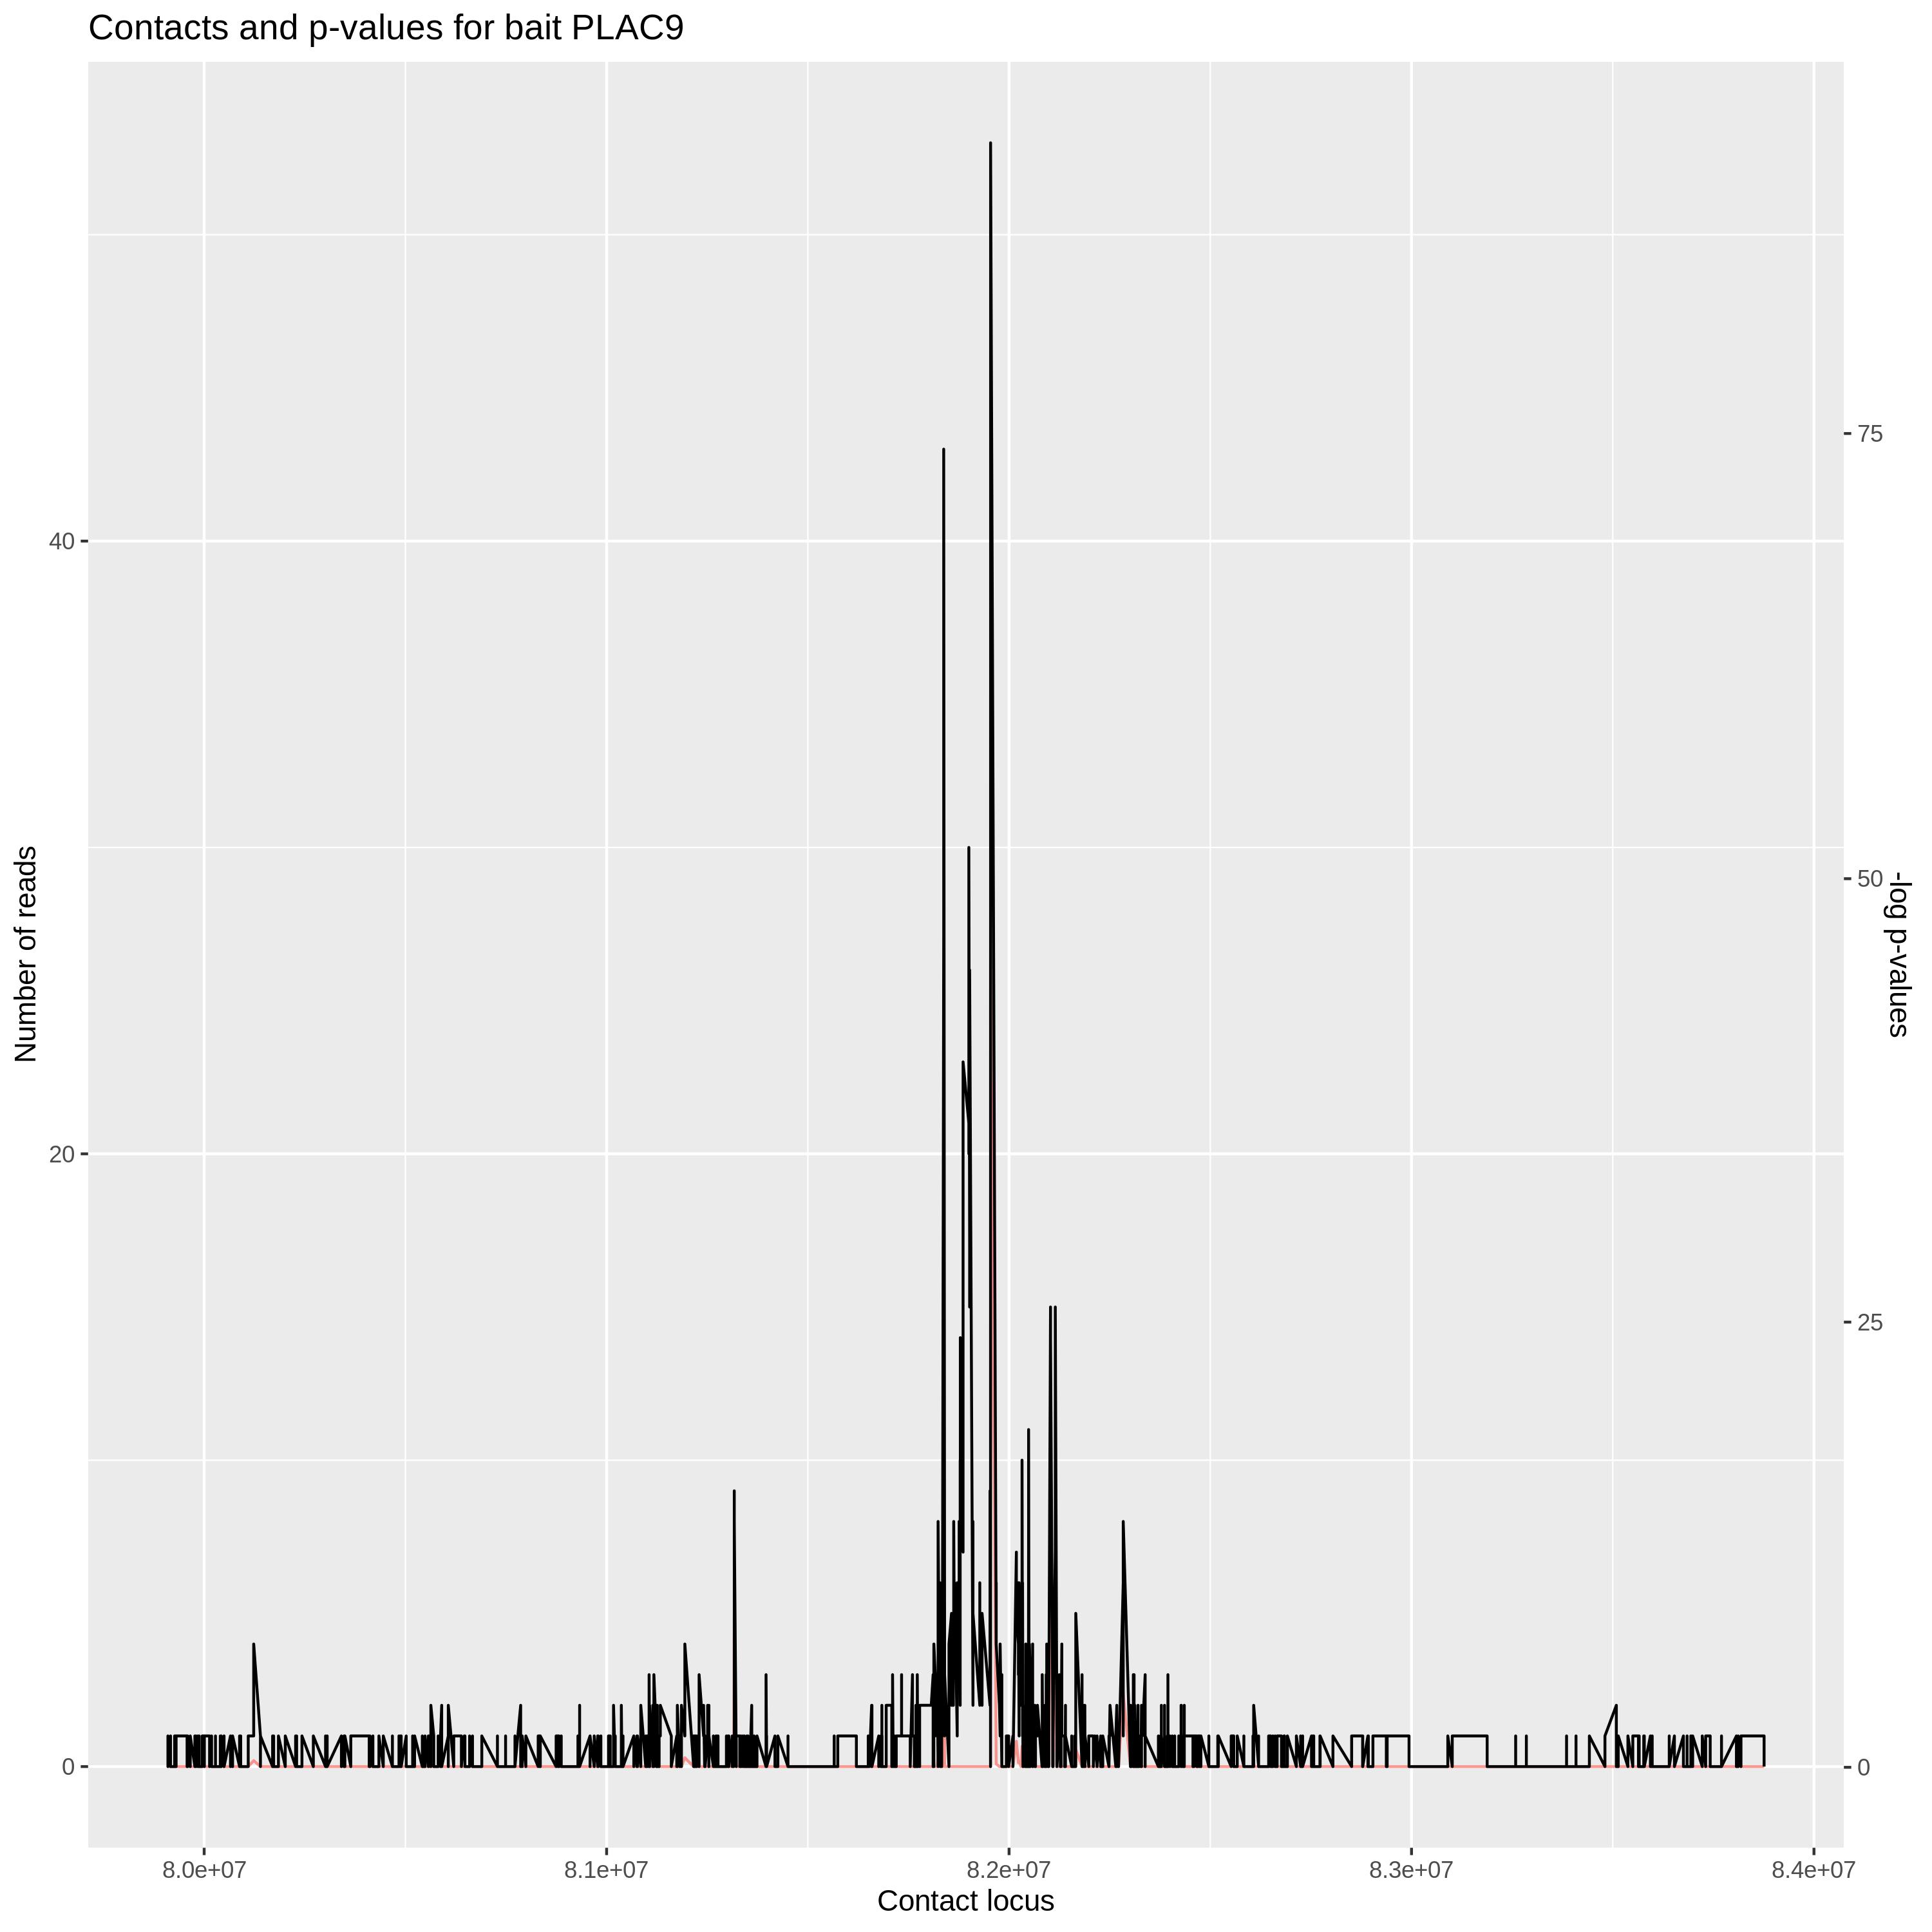 Contacts and p-values for bait PLAC9
Number of reads
40
20
0
75
50
25
0
-log p-values
8.0e+07
8.1e+07
8.2e+07
8.3e+07
8.4e+07
Contact locus